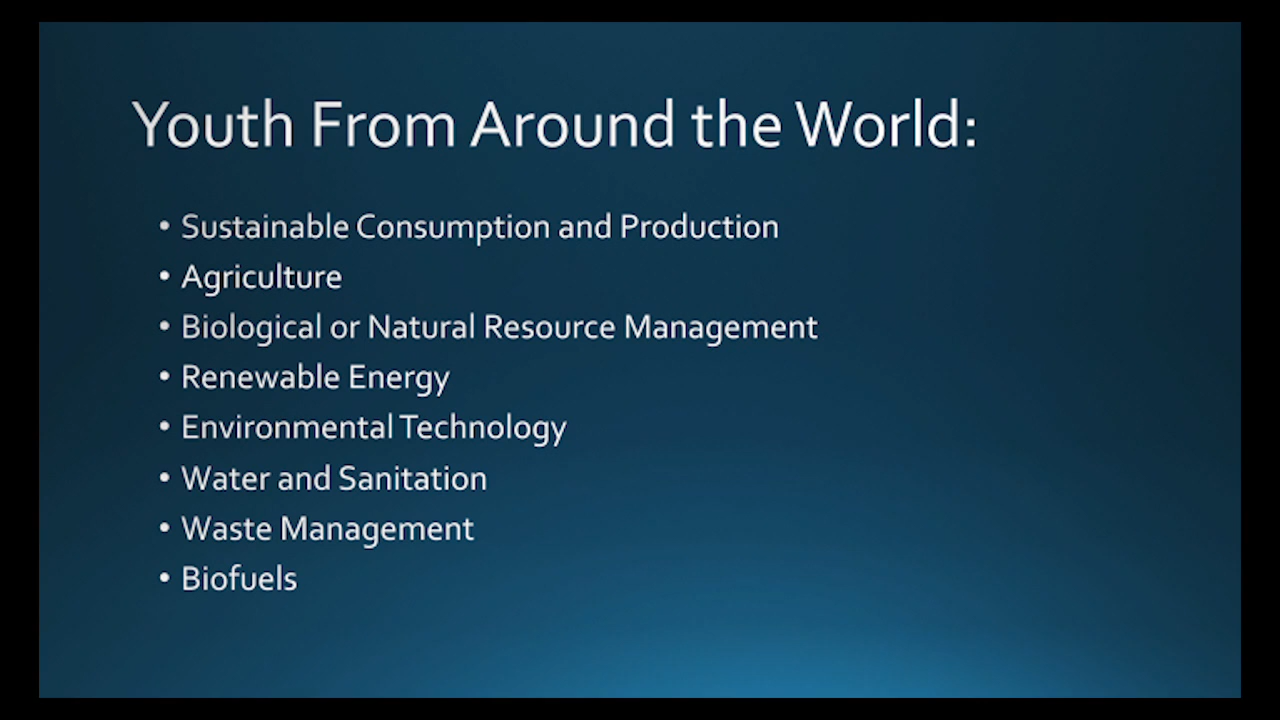 Youth From Around the World:
• Sustainable Consumption and Production
• Agriculture
• Biological or Natural Resource Management
• Renewable Energy
• Environmental Technology
• Water and Sanitation
• Waste Management
• Biofuels